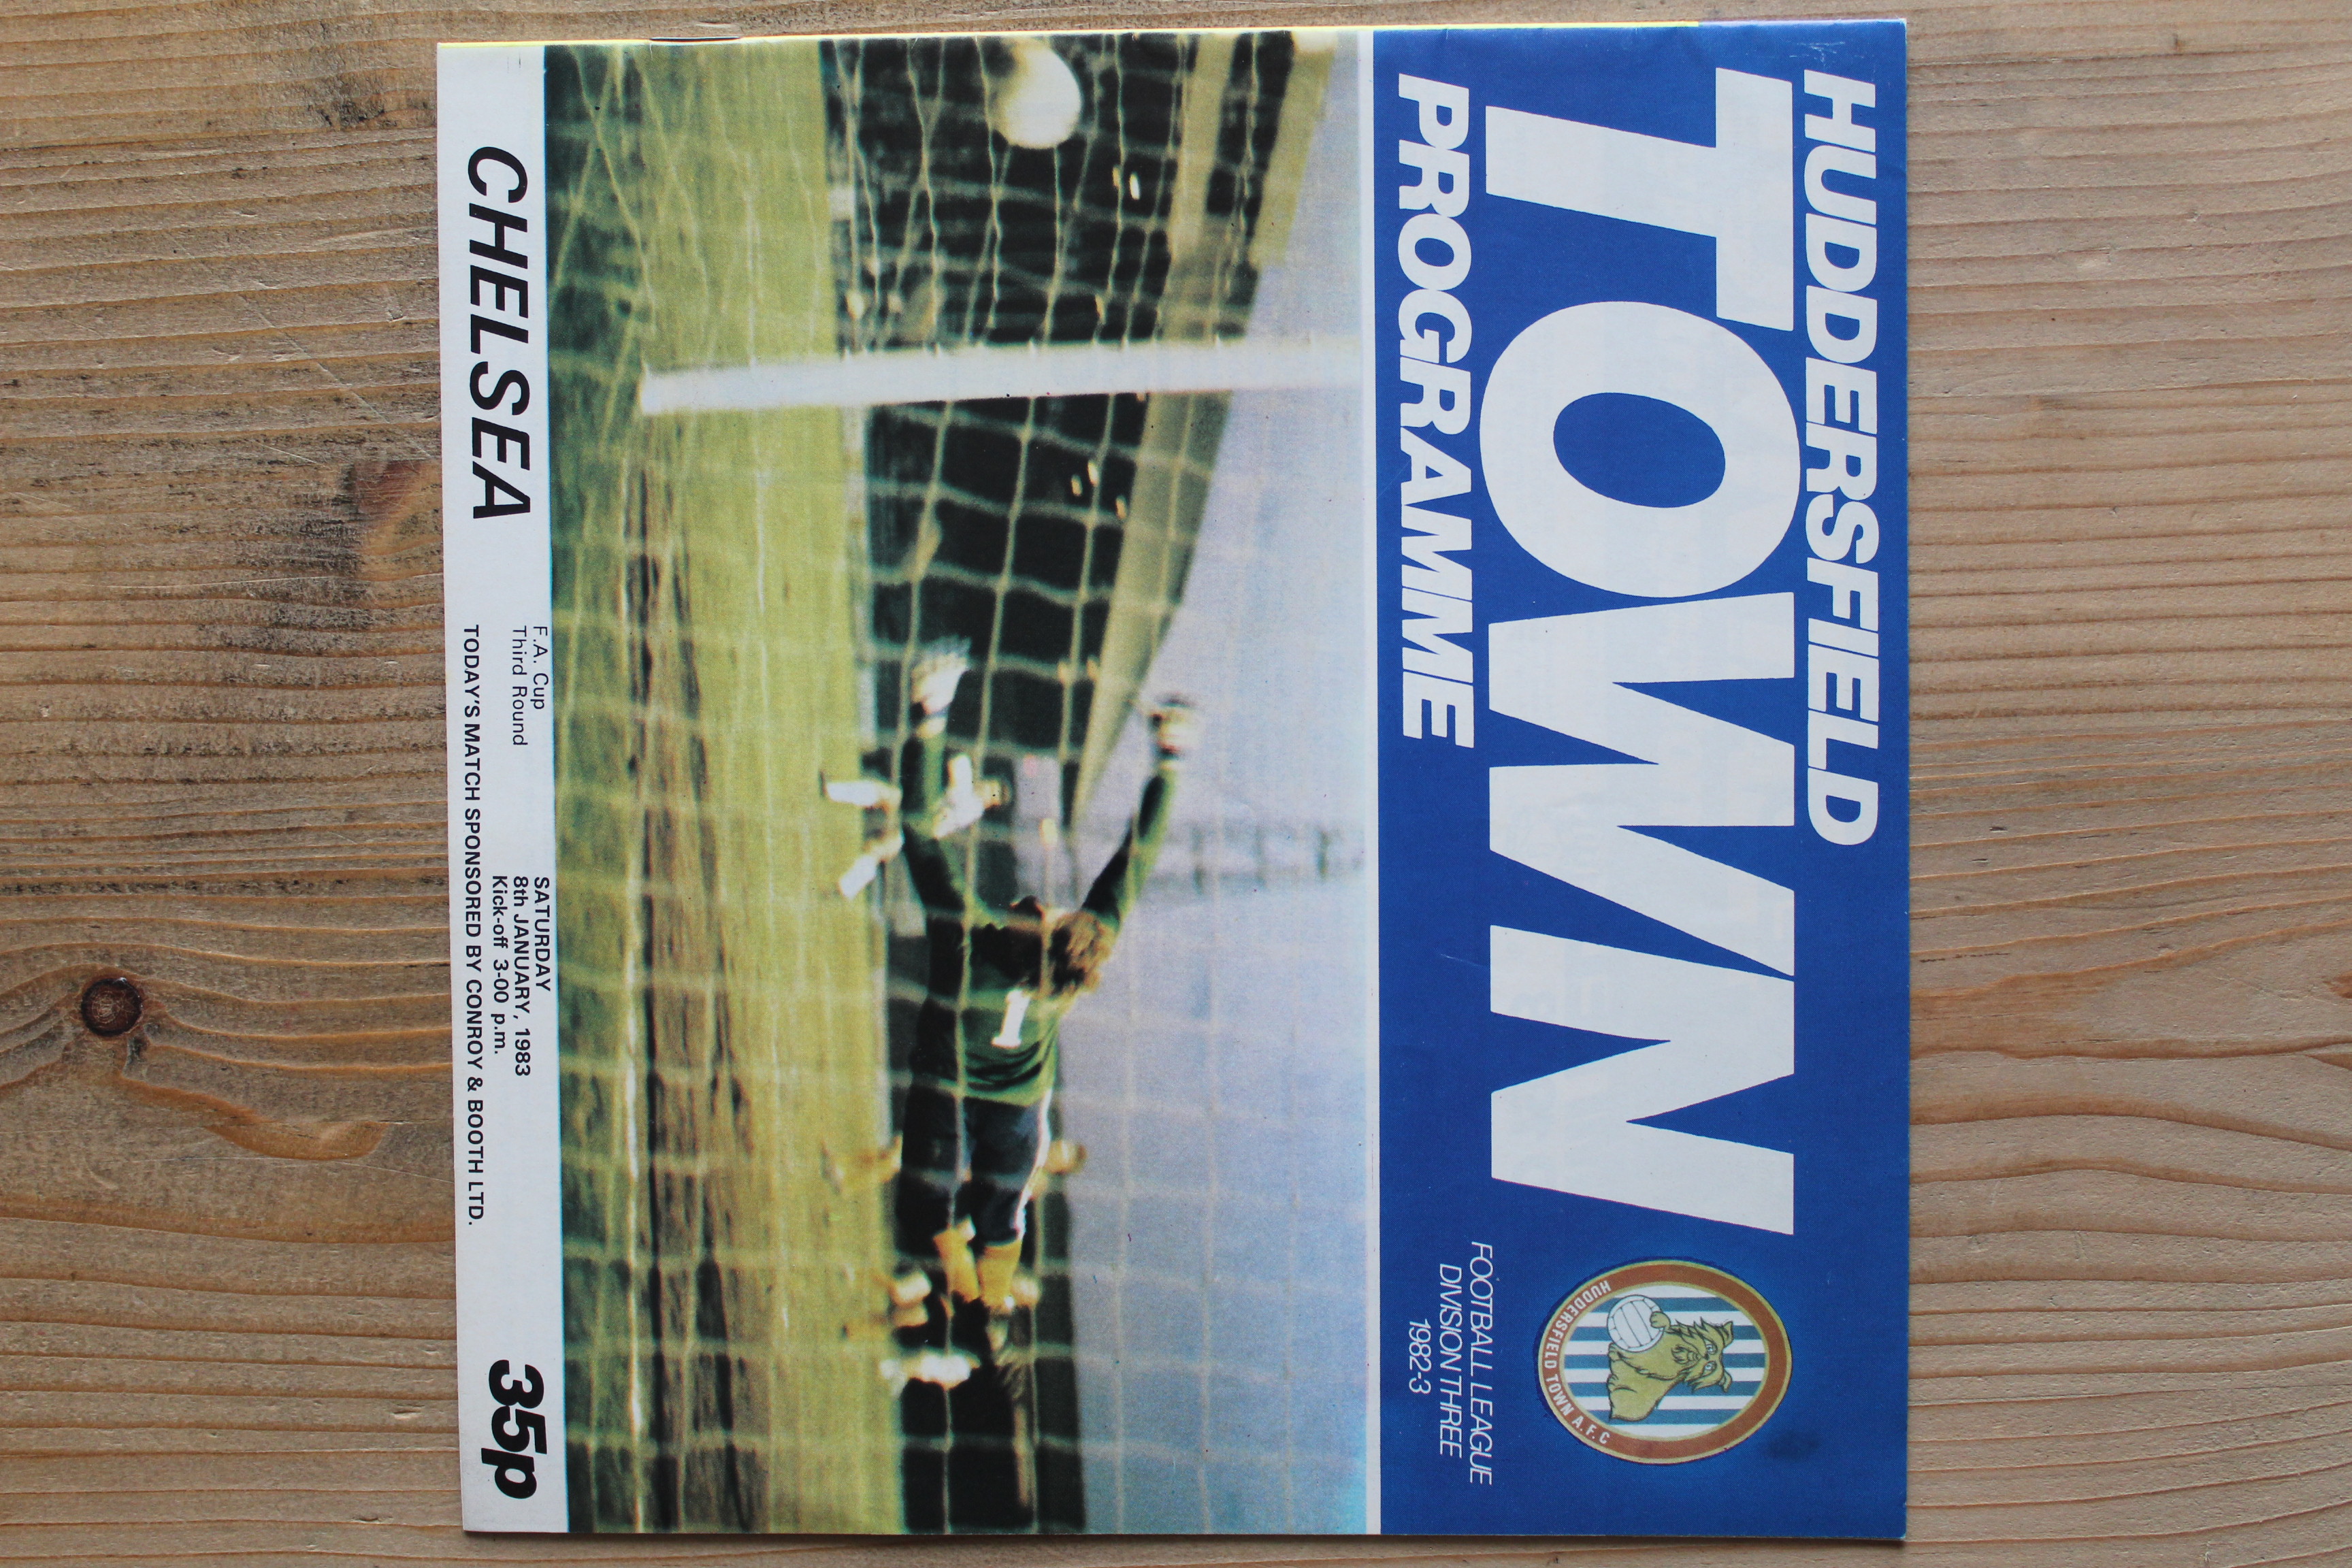 HUDDERSFIELD
TOWN
PROGRAMME
HUDDERSFIELD TOWN A.F.C
FOOTBALL LEAGUE
DIVISION THREE
1982-3
1
CHELSEA
F.A. Cup
Third Round
SATURDAY
8th JANUARY, 1983
Kick-off 3-00 p.m.
TODAY'S MATCH SPONSORED BY CONROY & BOOTH LTD.
35p